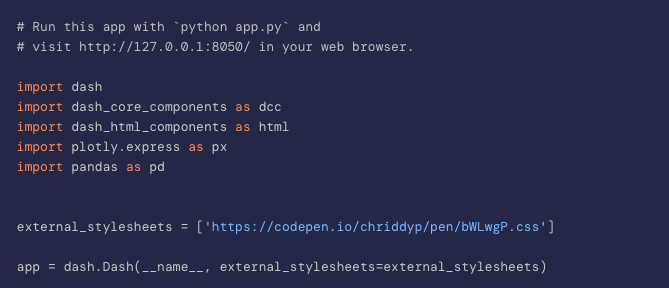 # Run this app with `python app.py` and
# visit http://127.0.0.1:8050/ in your web browser.
import dash
import dash_core_components as dcc
import dash_html_components as html
import plotly.express as px
import pandas as pd
external_stylesheets = ['https://codepen.io/chriddyp/pen/bWLwgP.css']
app = dash.Dash(__name__, external_stylesheets=external_stylesheets)